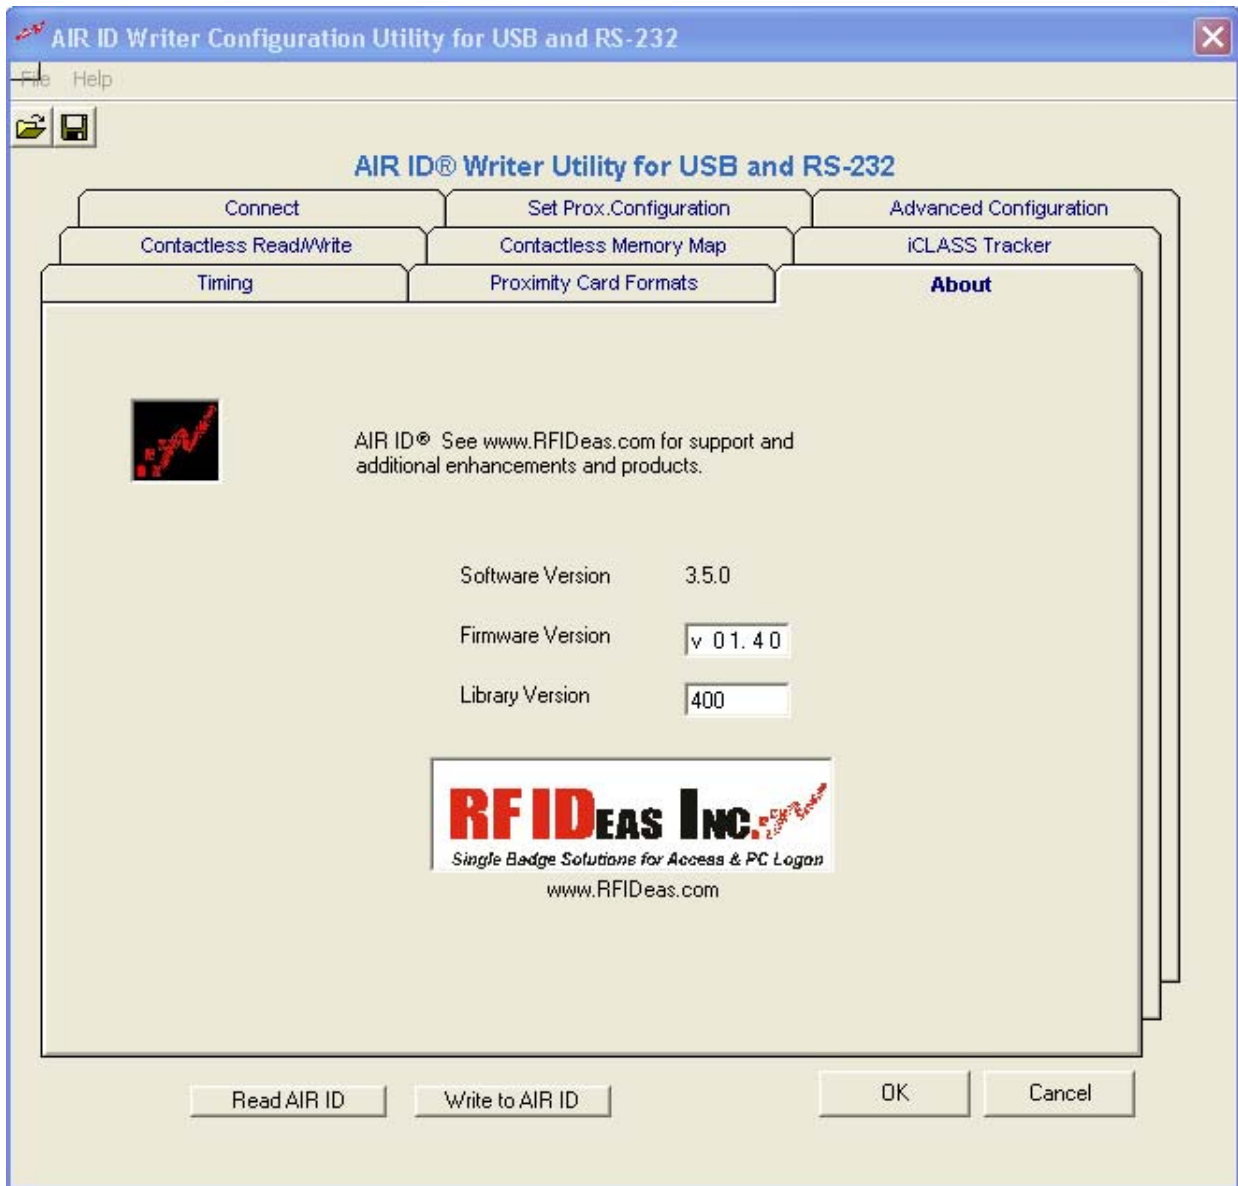 AIR ID Writer Configuration Utility for USB and RS-232
File Help
AIR ID® Writer Utility for USB and RS-232
Connect Set Prox.Configuration Advanced Configuration
Contactless Read/Write Contactless Memory Map iCLASS Tracker
Timing Proximity Card Formats About
AIR ID® See www.RFIDeas.com for support and
additional enhancements and products.
Software Version 3.5.0
Firmware Version v 01.40
Library Version 400
RF IDEAS INC.
Single Badge Solutions for Access & PC Logon
www.RFIDeas.com
Read AIR ID Write to AIR ID OK Cancel